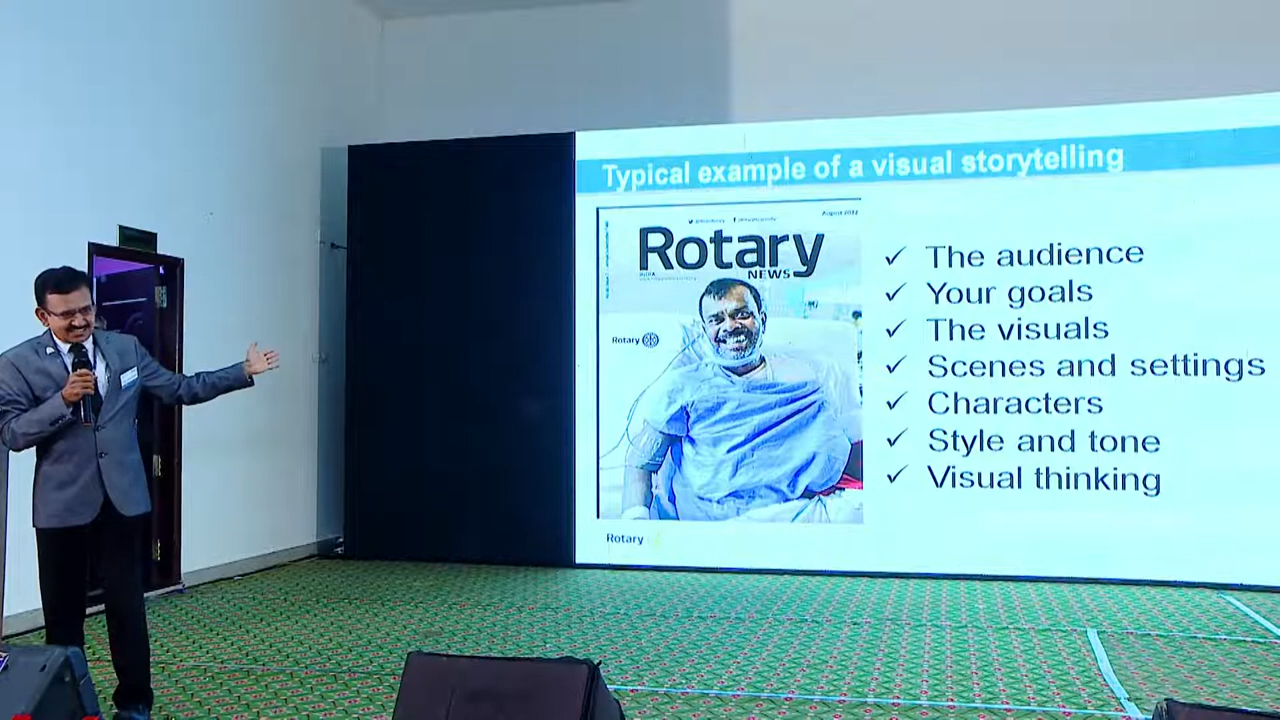 Typical example of a visual storytelling
August 2022
Rotary
NEWS
INDIA
Rotary
✓ The audience
✓ Your goals
✓ The visuals
✓ Scenes and settings
✓ Characters
✓ Style and tone
✓ Visual thinking
Rotary